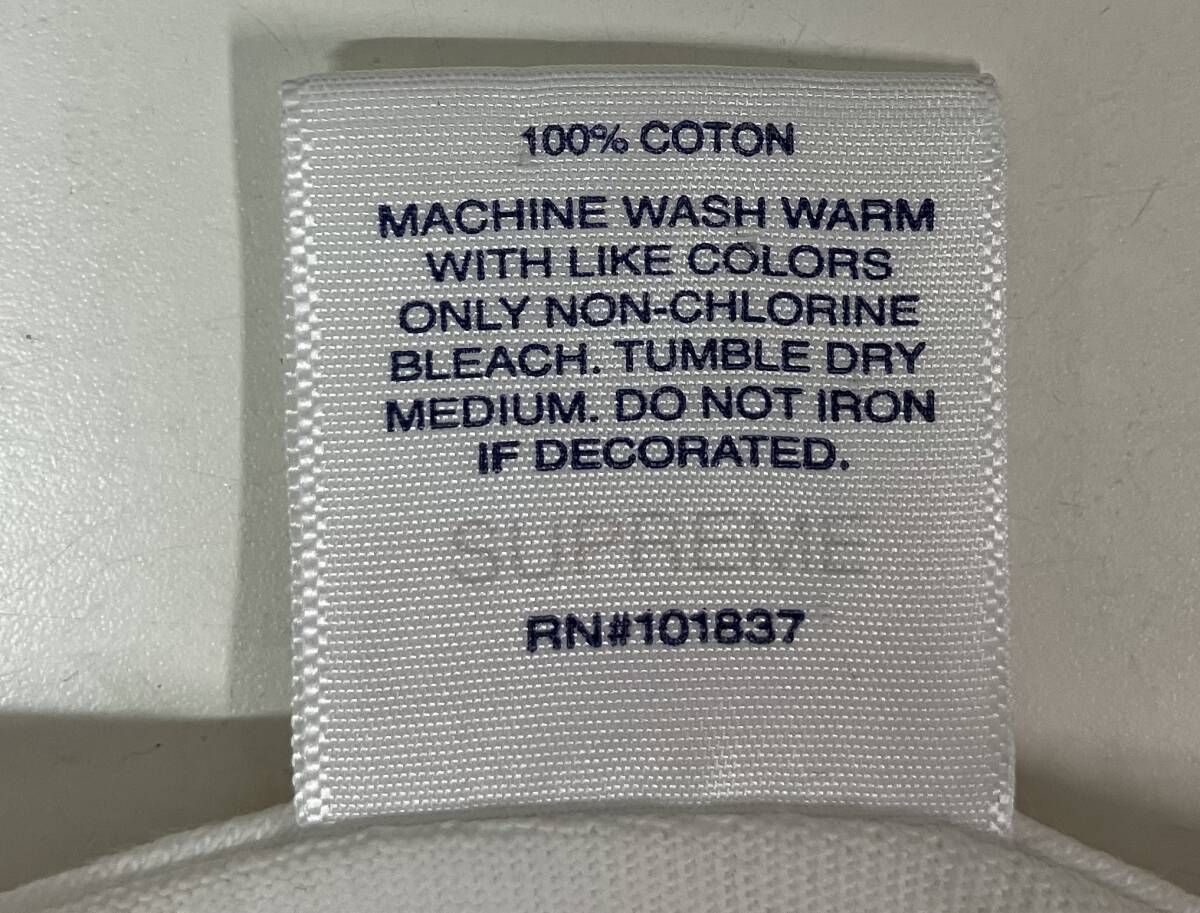 100% COTON
MACHINE WASH WARM
WITH LIKE COLORS
ONLY NON-CHLORINE
BLEACH. TUMBLE DRY
MEDIUM. DO NOT IRON
IF DECORATED.
SUPREME
RN#101837